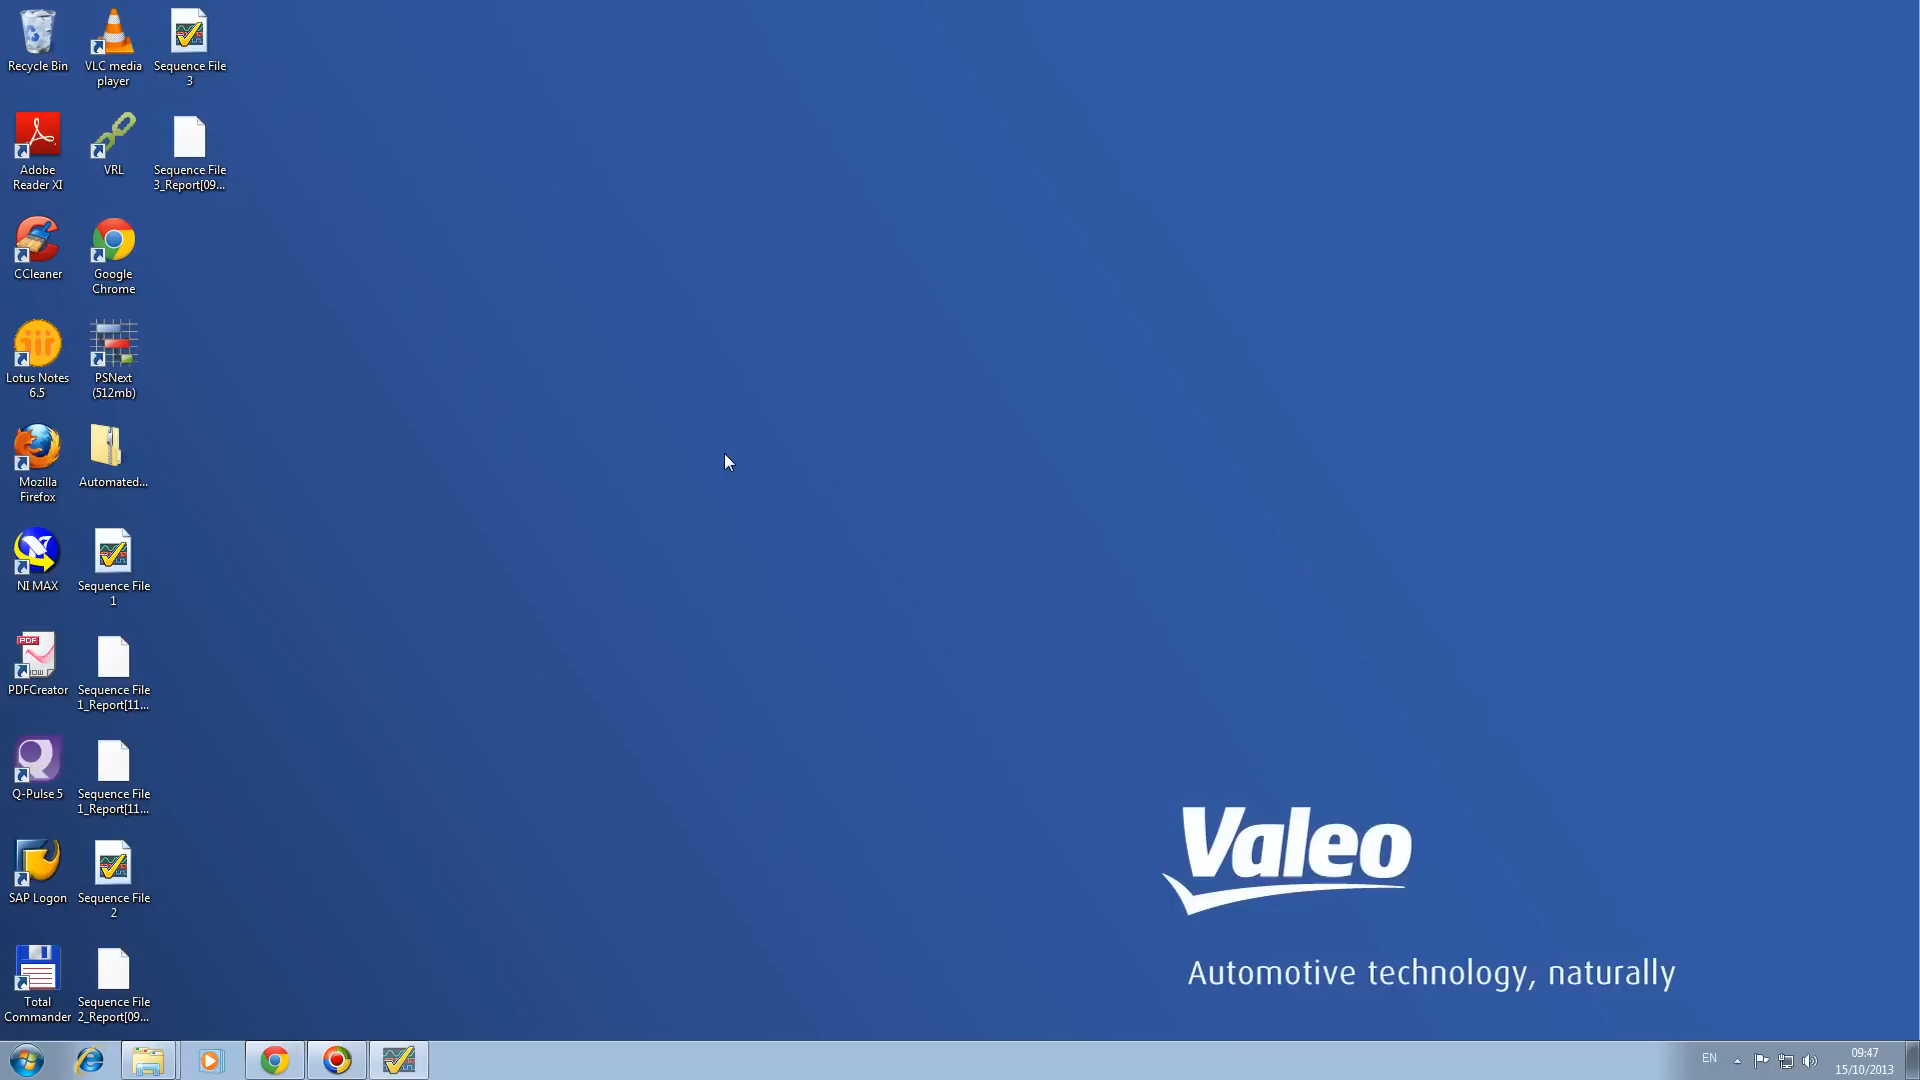 Recycle Bin
VLC media
player
Sequence File
3
Adobe
Reader XI
VRL
Sequence File
3_Report[09...
CCleaner
Google
Chrome
Lotus Notes
6.5
PSNext
(512mb)
Mozilla
Firefox
Automated...
NI MAX
Sequence File
1
PDF
PDFCreator
Sequence File
1_Report[11...
Q-Pulse 5
Sequence File
1_Report[11...
SAP Logon
Sequence File
2
Total
Commander
Sequence File
2_Report[09...
Valeo
Automotive technology, naturally
EN
09:47
15/10/2013